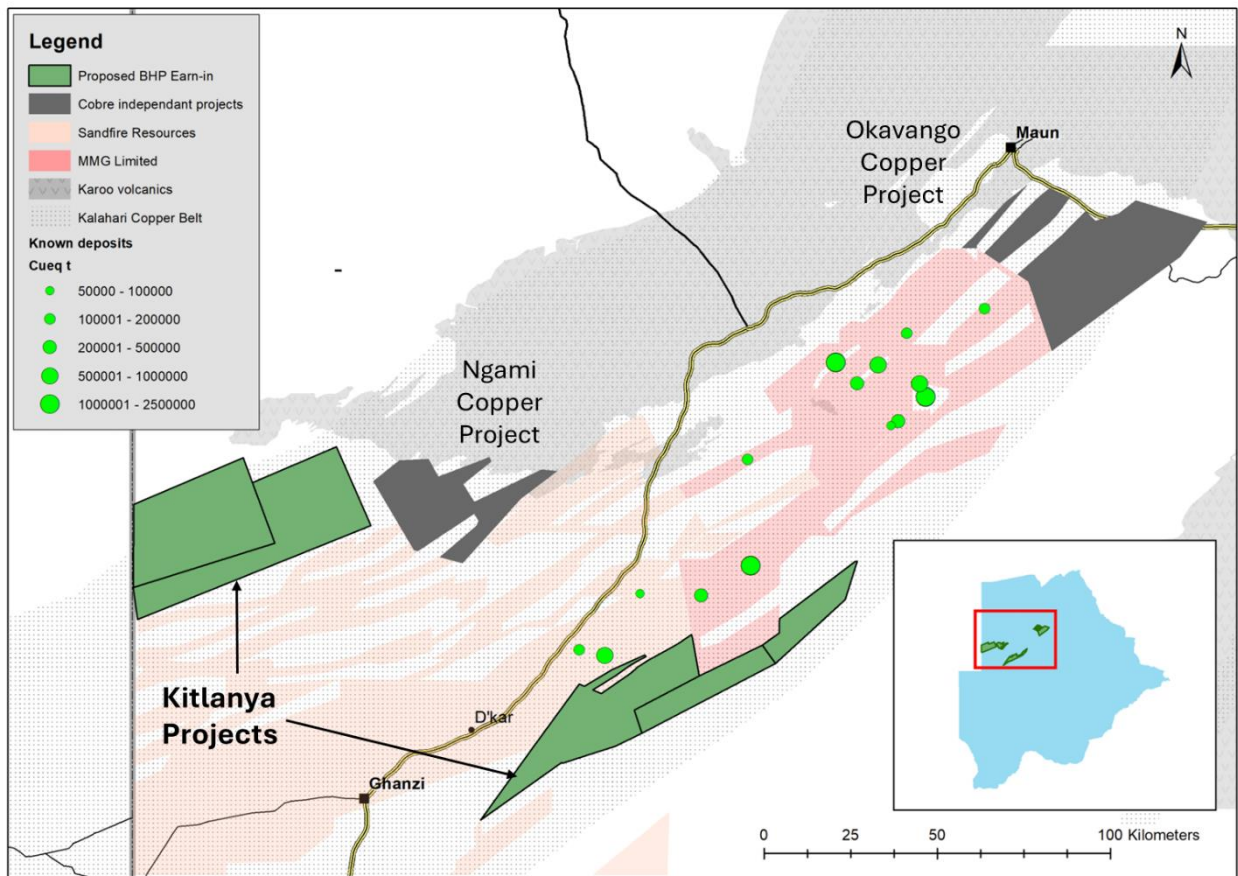 Legend
Proposed BHP Earn-in
Cobre independant projects
Sandfire Resources
MMG Limited
Karoo volcanics
Kalahari Copper Belt
Known deposits
Cueq t
50000 - 100000
100001 - 200000
200001 - 500000
500001 - 1000000
1000001 - 2500000
N
Okavango
Copper
Project
Maun
Ngami
Copper
Project
Kitlanya
Projects
D'kar
Ghanzi
0 25 50 100 Kilometers